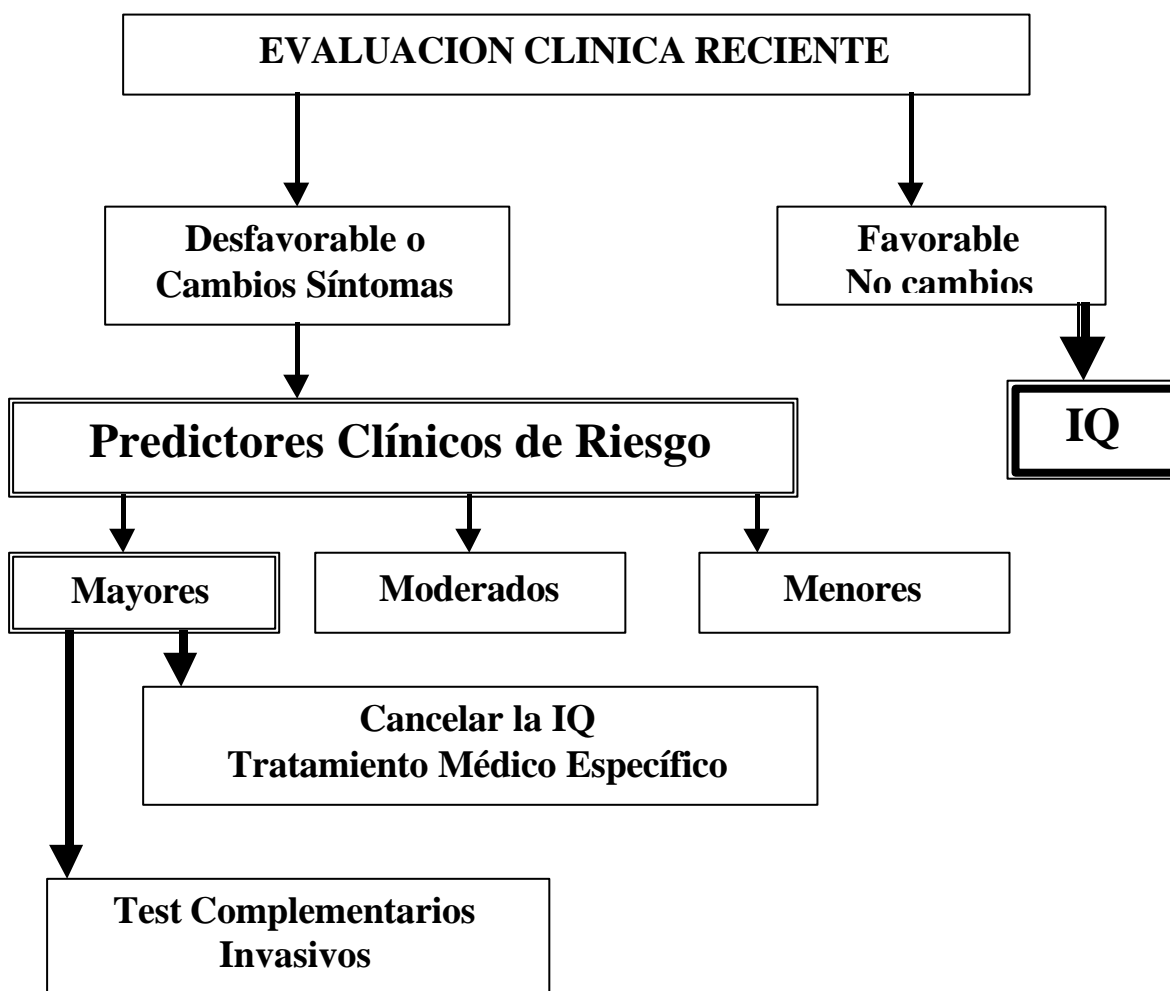 EVALUACION CLINICA RECIENTE
Desfavorable o
Cambios Síntomas
Favorable
No cambios
IQ
Predictores Clínicos de Riesgo
Mayores
Moderados
Menores
Cancelar la IQ
Tratamiento Médico Específico
Test Complementarios
Invasivos